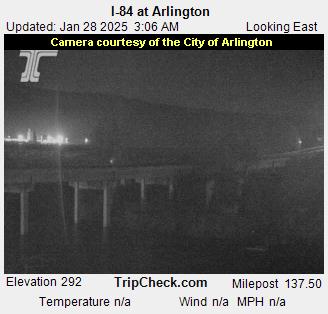 I-84 at Arlington
Updated: Jan 28 2025 3:06 AM Looking East
Camera courtesy of the City of Arlington
Elevation 292 TripCheck.com Milepost 137.50
Temperature n/a Wind n/a MPH n/a